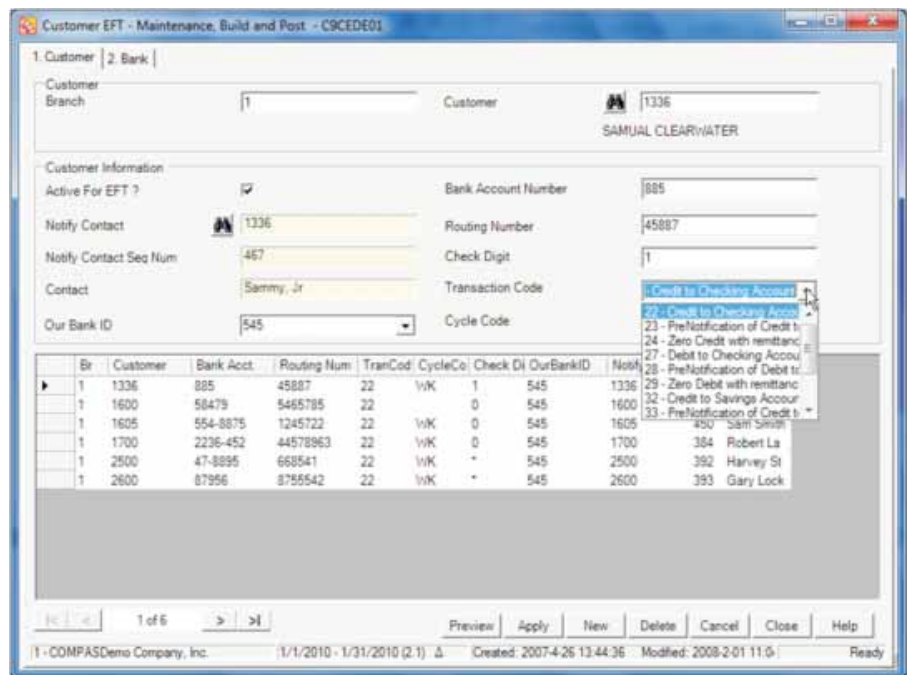 Customer EFT - Maintenance, Build and Post - C9CEDE01
1. Customer 2. Bank
Customer
Branch 1 Customer 1336
SAMUAL CLEARWATER
Customer Information
Active For EFT ? Bank Account Number 885
Notify Contact 1336 Routing Number 45887
Notify Contact Seq Num 467 Check Digit 1
Contact Sammy, Jr Transaction Code - Credit to Checking Account
Our Bank ID 545 Cycle Code
22 - Credit to Checking Accou
23 - PreNotification of Credit t
24 - Zero Credit with remittanc
27 - Debit to Checking Accou
28 - PreNotification of Debit to
29 - Zero Debit with remittanc
32 - Credit to Savings Accour
33 - PreNotification of Credit t
Br Customer Bank Acct. Routing Num TranCod CycleCo Check Di OurBankID Notif
1 1336 885 45887 22 WK 1 545 1336
1 1600 58479 5465785 22 0 545 1600
1 1605 554-8875 1245722 22 WK 0 545 1605 450 Sam Smith
1 1700 2236-452 44578963 22 WK 0 545 1700 384 Robert La
1 2500 47-8895 668541 22 WK * 545 2500 392 Harvey St
1 2600 87956 8755542 22 WK * 545 2600 393 Gary Lock
|< < 1 of 6 > >| Preview Apply New Delete Cancel Close Help
1 - COMPASDemo Company, Inc. 1/1/2010 - 1/31/2010 (2.1) Δ Created: 2007-4-26 13:44:36 Modified: 2008-2-01 11:0 Ready